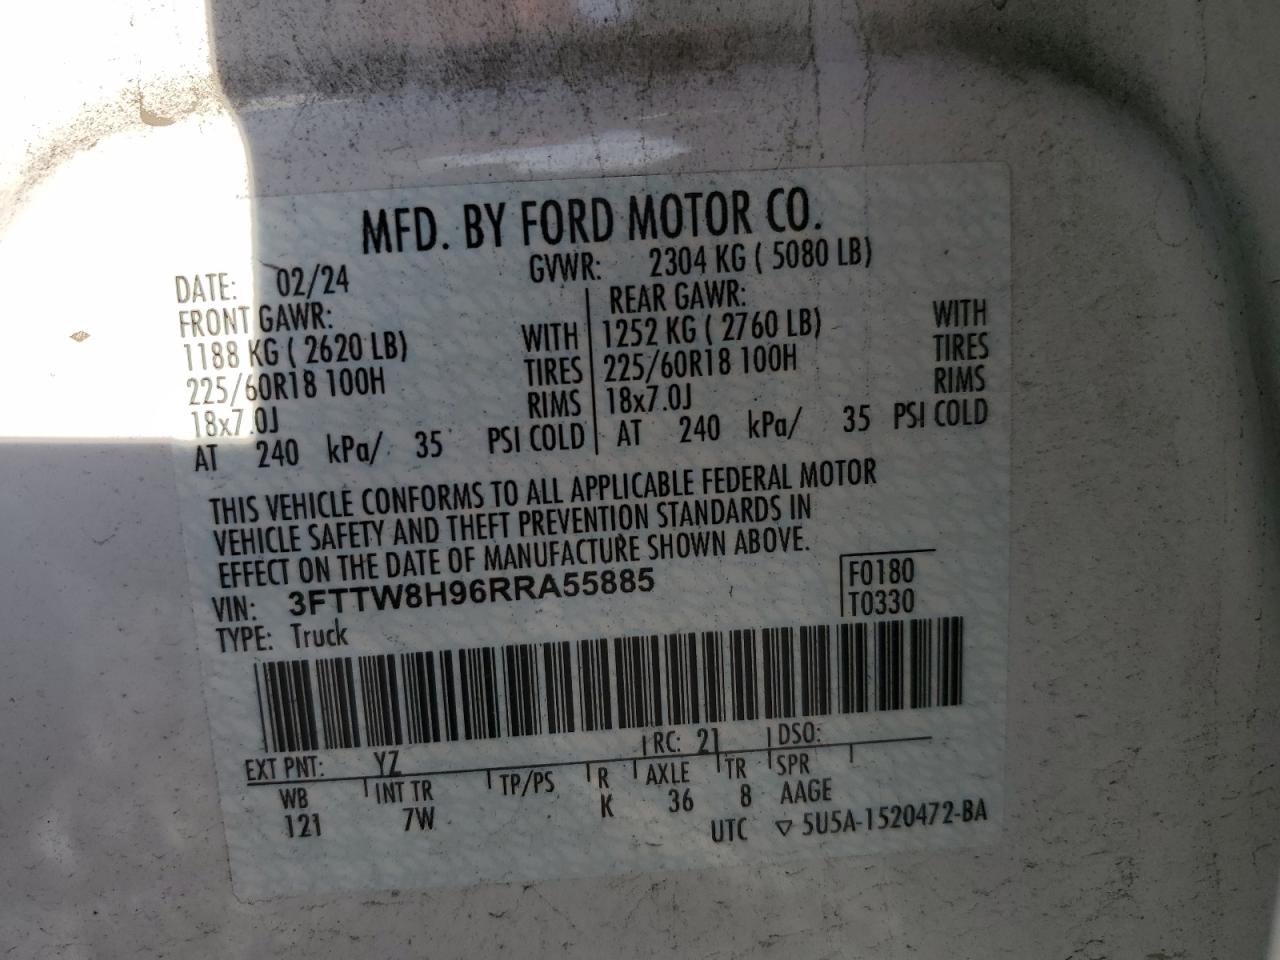 MFD. BY FORD MOTOR CO.
DATE: 02/24 GVWR: 2304 KG ( 5080 LB)
FRONT GAWR: REAR GAWR:
1188 KG ( 2620 LB) WITH 1252 KG ( 2760 LB) WITH
225/60R18 100H TIRES 225/60R18 100H TIRES
18x7.0J RIMS 18x7.0J RIMS
AT 240 kPa/ 35 PSI COLD AT 240 kPa/ 35 PSI COLD
THIS VEHICLE CONFORMS TO ALL APPLICABLE FEDERAL MOTOR
VEHICLE SAFETY AND THEFT PREVENTION STANDARDS IN
EFFECT ON THE DATE OF MANUFACTURE SHOWN ABOVE.
VIN: 3FTTW8H96RRA55885 F0180
TYPE: Truck T0330
EXT PNT: YZ RC: 21 DSO:
WB INT TR TP/PS R AXLE TR SPR
121 7W K 36 8 AAGE
UTC ▽ 5U5A-1520472-BA